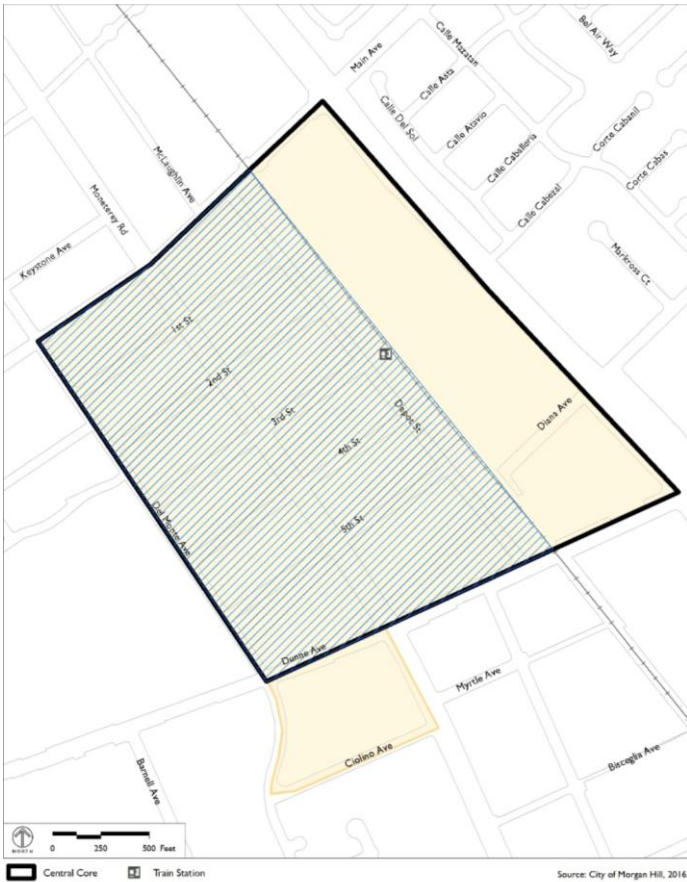 Bel Air Way
Calle Mazatan
Main Ave
Calle Asta
Calle Del Sol
Calle Atavio
Corte Cabanil
Calle Caballeria
McLaughlin Ave
Corte Cabas
Calle Cabezal
Moneterey Rd
Keystone Ave
Markross Ct
1st St
2nd St
3rd St
Depot St
Diana Ave
4th St
5th St
Del Monte Ave
Dunne Ave
Myrtle Ave
Ciolino Ave
Bisceglia Ave
Barnell Ave
NORTH
0 250 500 Feet
Central Core Train Station Source: City of Morgan Hill, 2016